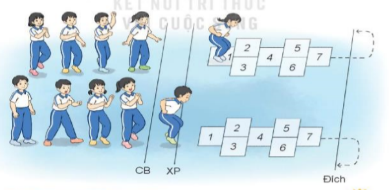 KẾT NỐI TRI THỨC
VỚI CUỘC SỐNG
1 2 3 4 5 6 7
1 2 3 4 5 6 7
CB XP
Đích